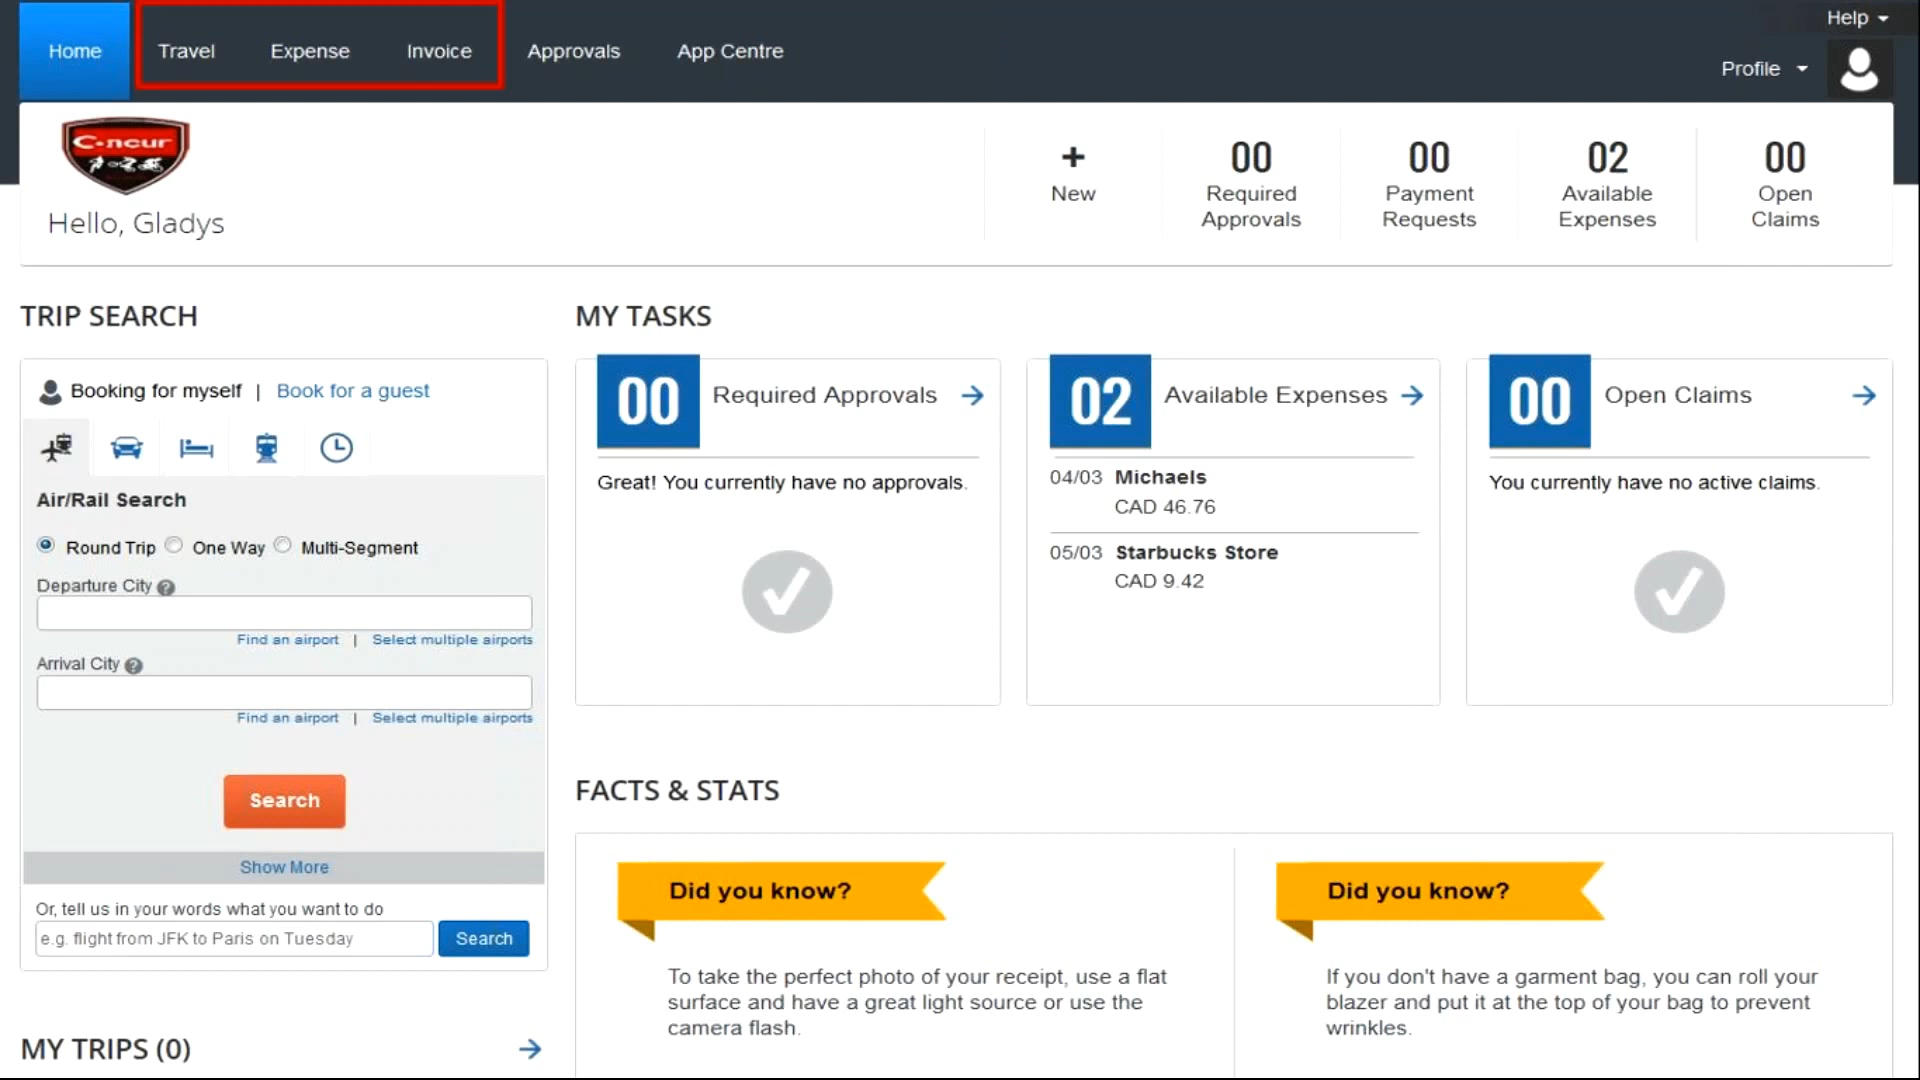 Help
Home
Travel
Expense
Invoice
Approvals
App Centre
Profile
C-ncur
Hello, Gladys
+
New
00
Required
Approvals
00
Payment
Requests
02
Available
Expenses
00
Open
Claims
TRIP SEARCH
Booking for myself | Book for a guest
Air/Rail Search
Round Trip One Way Multi-Segment
Departure City ?
Find an airport | Select multiple airports
Arrival City ?
Find an airport | Select multiple airports
Search
Show More
Or, tell us in your words what you want to do
e.g. flight from JFK to Paris on Tuesday
Search
MY TRIPS (0)
MY TASKS
00 Required Approvals
Great! You currently have no approvals.
02 Available Expenses
04/03 Michaels
CAD 46.76
05/03 Starbucks Store
CAD 9.42
00 Open Claims
You currently have no active claims.
FACTS & STATS
Did you know?
To take the perfect photo of your receipt, use a flat
surface and have a great light source or use the
camera flash.
Did you know?
If you don't have a garment bag, you can roll your
blazer and put it at the top of your bag to prevent
wrinkles.